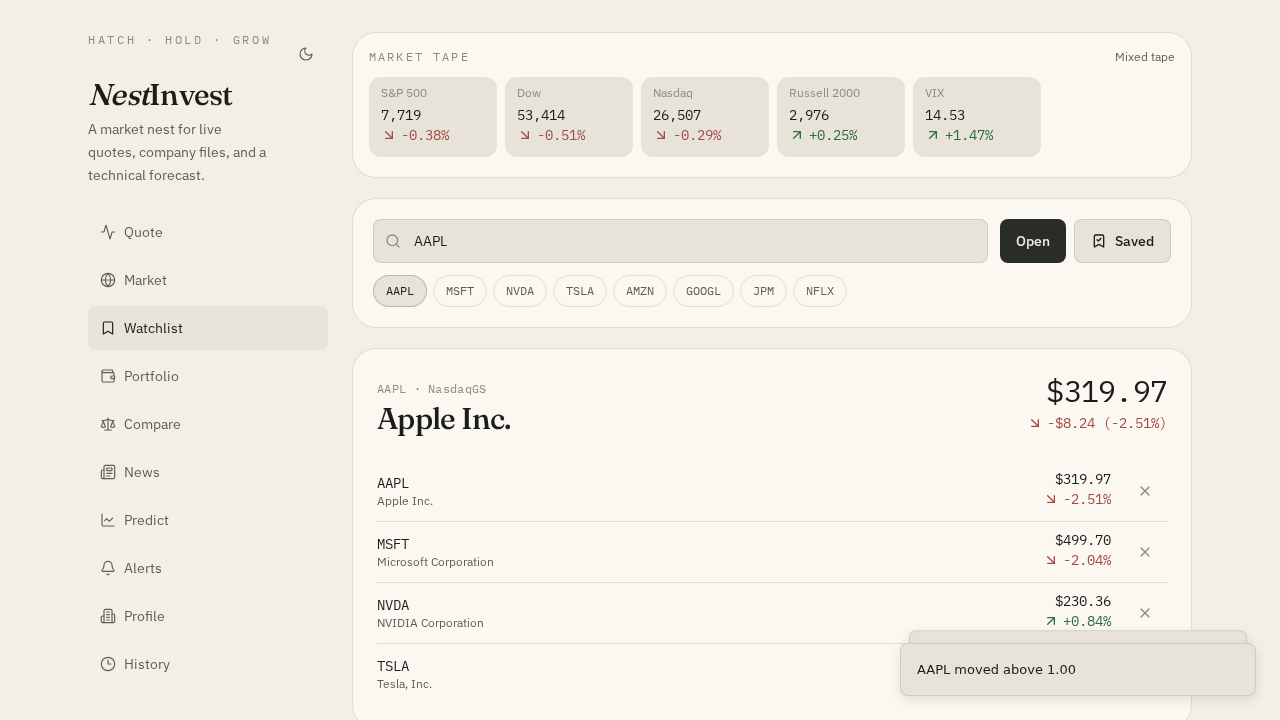 HATCH · HOLD · GROW
NestInvest
A market nest for live
quotes, company files, and a
technical forecast.
Quote
Market
Watchlist
Portfolio
Compare
News
Predict
Alerts
Profile
History
MARKET TAPE
Mixed tape
S&P 500
7,719
-0.38%
Dow
53,414
-0.51%
Nasdaq
26,507
-0.29%
Russell 2000
2,976
+0.25%
VIX
14.53
+1.47%
AAPL
Open
Saved
AAPL
MSFT
NVDA
TSLA
AMZN
GOOGL
JPM
NFLX
AAPL · NasdaqGS
Apple Inc.
$319.97
-$8.24 (-2.51%)
AAPL
Apple Inc.
$319.97
-2.51%
MSFT
Microsoft Corporation
$499.70
-2.04%
NVDA
NVIDIA Corporation
$230.36
+0.84%
TSLA
Tesla, Inc.
AAPL moved above 1.00